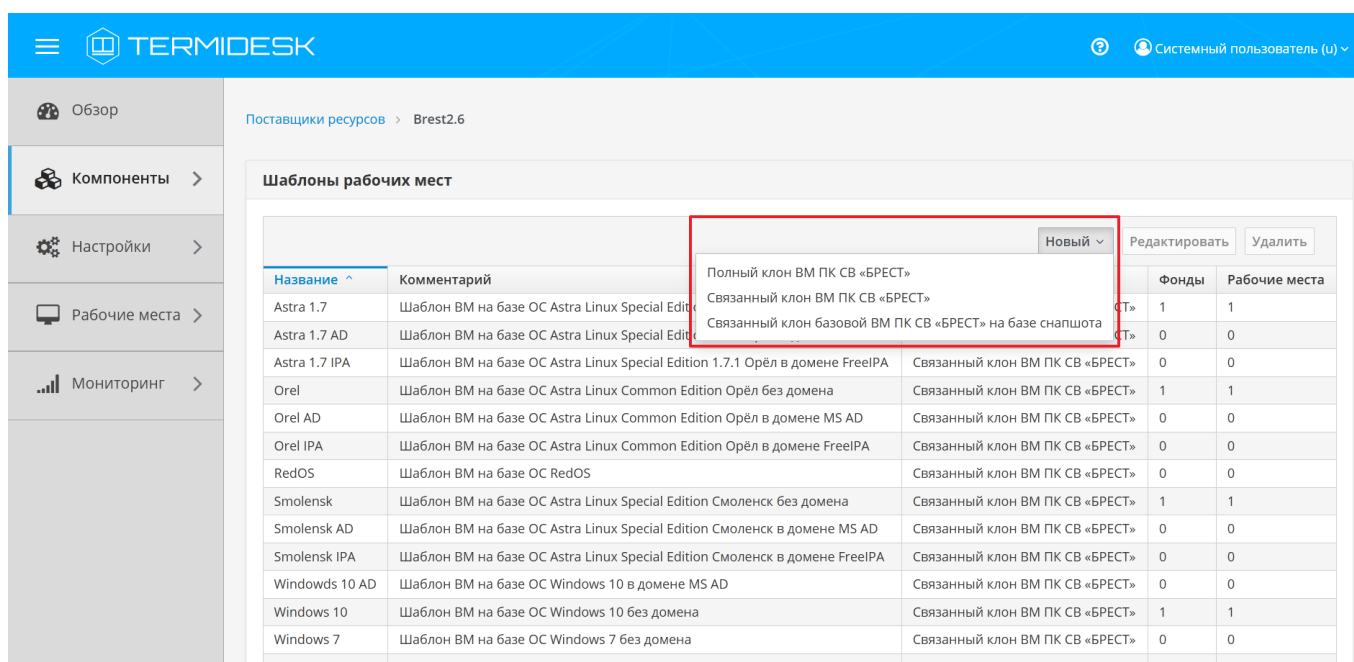 TERMIDESK
Системный пользователь (u)
Обзор
Компоненты
Настройки
Рабочие места
Мониторинг
Поставщики ресурсов > Brest2.6
Шаблоны рабочих мест
Новый Редактировать Удалить
Полный клон ВМ ПК СВ «БРЕСТ»
Связанный клон ВМ ПК СВ «БРЕСТ»
Связанный клон базовой ВМ ПК СВ «БРЕСТ» на базе снапшота
Название Комментарий Фонды Рабочие места
Astra 1.7 Шаблон ВМ на базе ОС Astra Linux Special Edit 1 1
Astra 1.7 AD Шаблон ВМ на базе ОС Astra Linux Special Edit 0 0
Astra 1.7 IPA Шаблон ВМ на базе ОС Astra Linux Special Edition 1.7.1 Орёл в домене FreeIPA Связанный клон ВМ ПК СВ «БРЕСТ» 0 0
Orel Шаблон ВМ на базе ОС Astra Linux Common Edition Орёл без домена Связанный клон ВМ ПК СВ «БРЕСТ» 1 1
Orel AD Шаблон ВМ на базе ОС Astra Linux Common Edition Орёл в домене MS AD Связанный клон ВМ ПК СВ «БРЕСТ» 0 0
Orel IPA Шаблон ВМ на базе ОС Astra Linux Common Edition Орёл в домене FreeIPA Связанный клон ВМ ПК СВ «БРЕСТ» 0 0
RedOS Шаблон ВМ на базе ОС RedOS Связанный клон ВМ ПК СВ «БРЕСТ» 0 0
Smolensk Шаблон ВМ на базе ОС Astra Linux Special Edition Смоленск без домена Связанный клон ВМ ПК СВ «БРЕСТ» 1 1
Smolensk AD Шаблон ВМ на базе ОС Astra Linux Special Edition Смоленск в домене MS AD Связанный клон ВМ ПК СВ «БРЕСТ» 0 0
Smolensk IPA Шаблон ВМ на базе ОС Astra Linux Special Edition Смоленск в домене FreeIPA Связанный клон ВМ ПК СВ «БРЕСТ» 0 0
Windowds 10 AD Шаблон ВМ на базе ОС Windows 10 в домене MS AD Связанный клон ВМ ПК СВ «БРЕСТ» 0 0
Windows 10 Шаблон ВМ на базе ОС Windows 10 без домена Связанный клон ВМ ПК СВ «БРЕСТ» 1 1
Windows 7 Шаблон ВМ на базе ОС Windows 7 без домена Связанный клон ВМ ПК СВ «БРЕСТ» 0 0